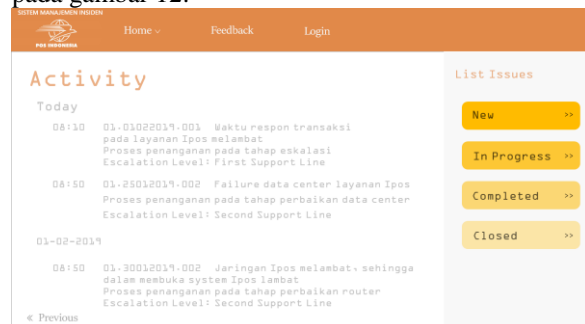 pada gambar 12.
SISTEM MANAJEMEN INSIDEN
POS INDONESIA
Home
Feedback
Login
Activity
Today
08:10 01.01022019.001 Waktu respon transaksi
pada layanan Ipos melambat
Proses penanganan pada tahap eskalasi
Escalation Level: First Support Line
08:50 01.25012019.002 Failure data center layanan Ipos
Proses penanganan pada tahap perbaikan data center
Escalation Level: Second Support Line
01-02-2019
08:50 01.30012019.002 Jaringan Ipos melambat, sehingga
dalam membuka system Ipos lambat
Proses penanganan pada tahap perbaikan router
Escalation Level: Second Support Line
« Previous
List Issues
New >>
In Progress >>
Completed >>
Closed >>